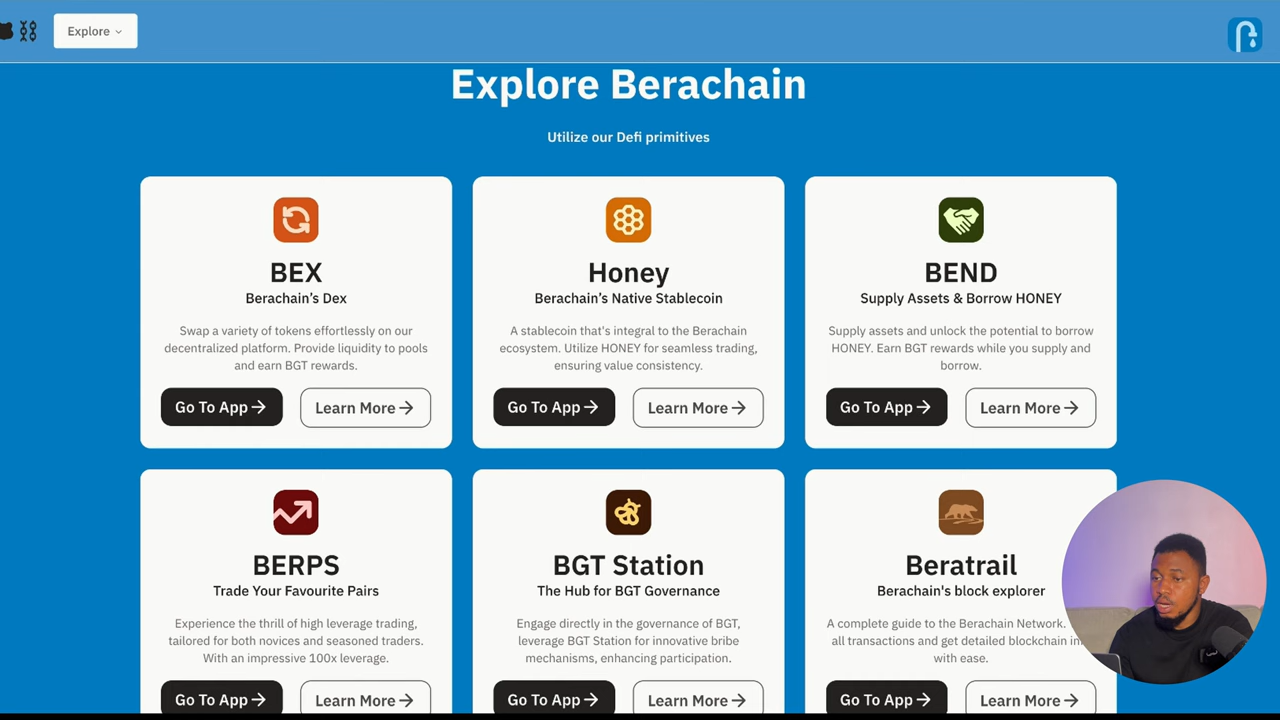 Explore
Explore Berachain
Utilize our Defi primitives
BEX
Berachain's Dex
Swap a variety of tokens effortlessly on our
decentralized platform. Provide liquidity to pools
and earn BGT rewards.
Go To App
Learn More
Honey
Berachain's Native Stablecoin
A stablecoin that's integral to the Berachain
ecosystem. Utilize HONEY for seamless trading,
ensuring value consistency.
Go To App
Learn More
BEND
Supply Assets & Borrow HONEY
Supply assets and unlock the potential to borrow
HONEY. Earn BGT rewards while you supply and
borrow.
Go To App
Learn More
BERPS
Trade Your Favourite Pairs
Experience the thrill of high leverage trading,
tailored for both novices and seasoned traders.
With an impressive 100x leverage.
Go To App
Learn More
BGT Station
The Hub for BGT Governance
Engage directly in the governance of BGT,
leverage BGT Station for innovative bribe
mechanisms, enhancing participation.
Go To App
Learn More
Beratrail
Berachain's block explorer
A complete guide to the Berachain Network.
all transactions and get detailed blockchain
with ease.
Go To App
Learn More